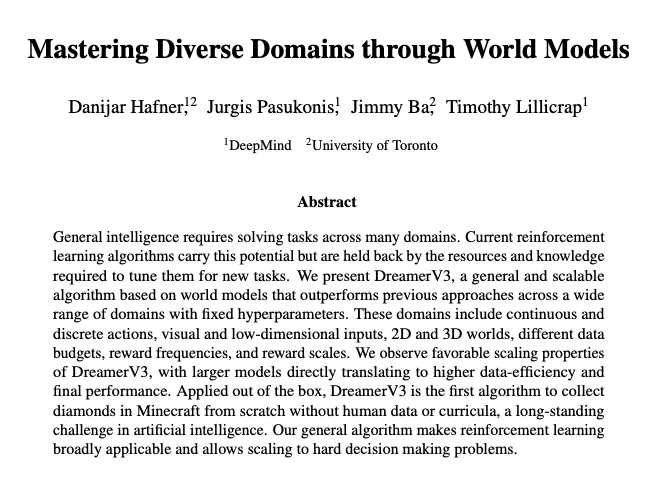 Mastering Diverse Domains through World Models
Danijar Hafner,12 Jurgis Pasukonis,1 Jimmy Ba,2 Timothy Lillicrap1
1DeepMind 2University of Toronto
Abstract
General intelligence requires solving tasks across many domains. Current reinforcement
learning algorithms carry this potential but are held back by the resources and knowledge
required to tune them for new tasks. We present DreamerV3, a general and scalable
algorithm based on world models that outperforms previous approaches across a wide
range of domains with fixed hyperparameters. These domains include continuous and
discrete actions, visual and low-dimensional inputs, 2D and 3D worlds, different data
budgets, reward frequencies, and reward scales. We observe favorable scaling properties
of DreamerV3, with larger models directly translating to higher data-efficiency and
final performance. Applied out of the box, DreamerV3 is the first algorithm to collect
diamonds in Minecraft from scratch without human data or curricula, a long-standing
challenge in artificial intelligence. Our general algorithm makes reinforcement learning
broadly applicable and allows scaling to hard decision making problems.